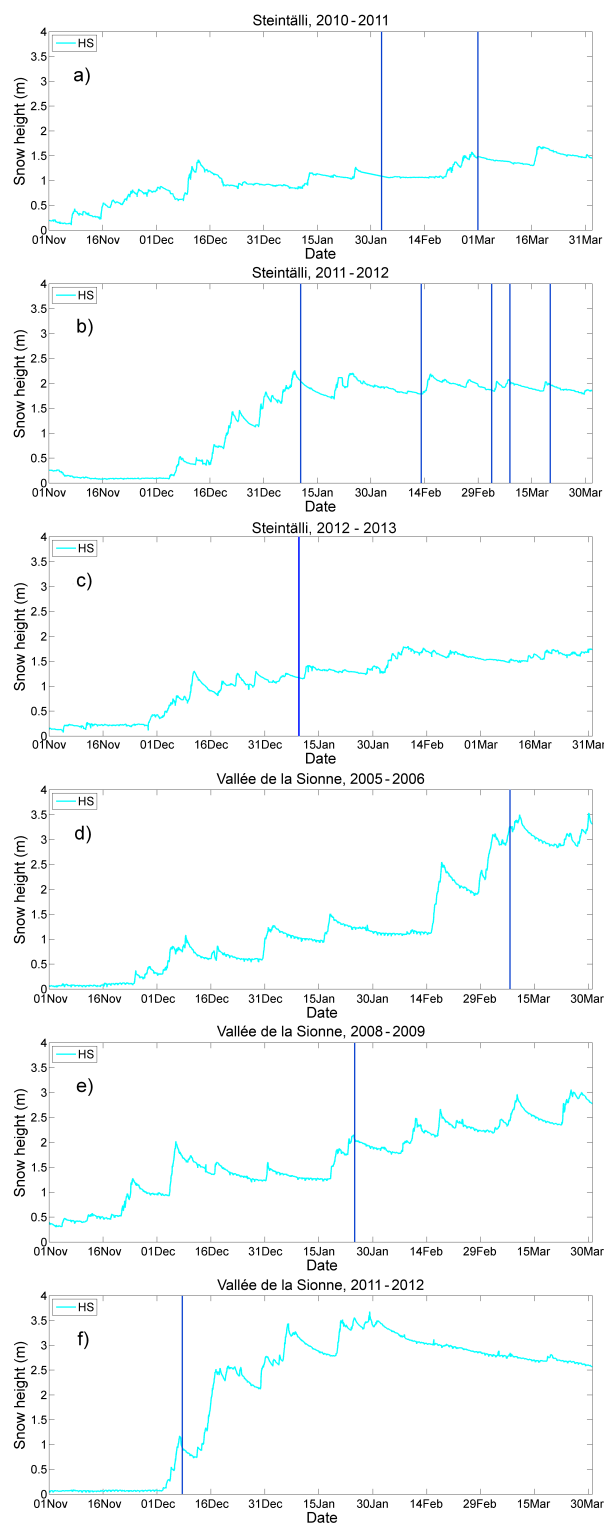 Steintälli, 2010-2011
4
HS
3.5
a)
3
2.5
2
1.5
1
0.5
0
Snow height (m)
01Nov 16Nov 01Dec 16Dec 31Dec 15Jan 30Jan 14Feb 01Mar 16Mar 31Mar
Date
Steintälli, 2011-2012
4
HS
3.5
b)
3
2.5
2
1.5
1
0.5
0
Snow height (m)
01Nov 16Nov 01Dec 16Dec 31Dec 15Jan 30Jan 14Feb 29Feb 15Mar 30Mar
Date
Steintälli, 2012 - 2013
4
HS
3.5
c)
3
2.5
2
1.5
1
0.5
0
Snow height (m)
01Nov 16Nov 01Dec 16Dec 31Dec 15Jan 30Jan 14Feb 01Mar 16Mar 31Mar
Date
Vallée de la Sionne, 2005-2006
4
HS
3.5
d)
3
2.5
2
1.5
1
0.5
0
Snow height (m)
01Nov 16Nov 01Dec 16Dec 31Dec 15Jan 30Jan 14Feb 29Feb 15Mar 30Mar
Date
Vallée de la Sionne, 2008-2009
4
HS
3.5
e)
3
2.5
2
1.5
1
0.5
0
Snow height (m)
01Nov 16Nov 01Dec 16Dec 31Dec 15Jan 30Jan 14Feb 29Feb 15Mar 30Mar
Date
Vallée de la Sionne, 2011-2012
4
HS
3.5
f)
3
2.5
2
1.5
1
0.5
0
Snow height (m)
01Nov 16Nov 01Dec 16Dec 31Dec 15Jan 30Jan 14Feb 29Feb 15Mar 30Mar
Date